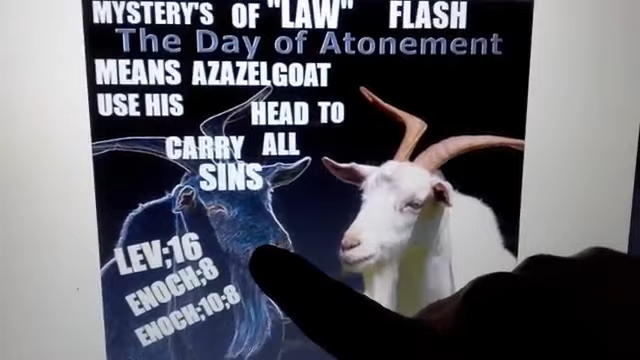 MYSTERY'S OF "LAW" FLASH
The Day of Atonement
MEANS AZAZELGOAT
USE HIS HEAD TO
CARRY ALL
SINS
LEV;16
ENOCH;8
ENOCH;10;8